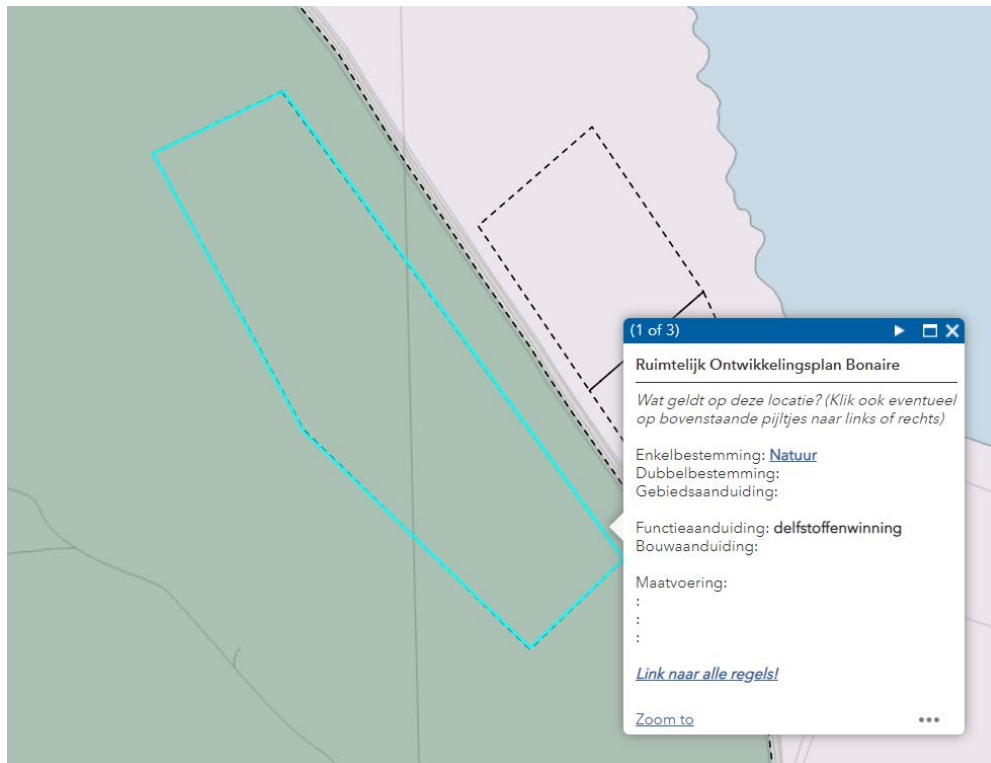 (1 of 3)
Ruimtelijk Ontwikkelingsplan Bonaire
Wat geldt op deze locatie? (Klik ook eventueel
op bovenstaande pijltjes naar links of rechts)
Enkelbestemming: Natuur
Dubbelbestemming:
Gebiedsaanduiding:
Functieaanduiding: delfstoffenwinning
Bouwaanduiding:
Maatvoering:
:
:
:
Link naar alle regels!
Zoom to